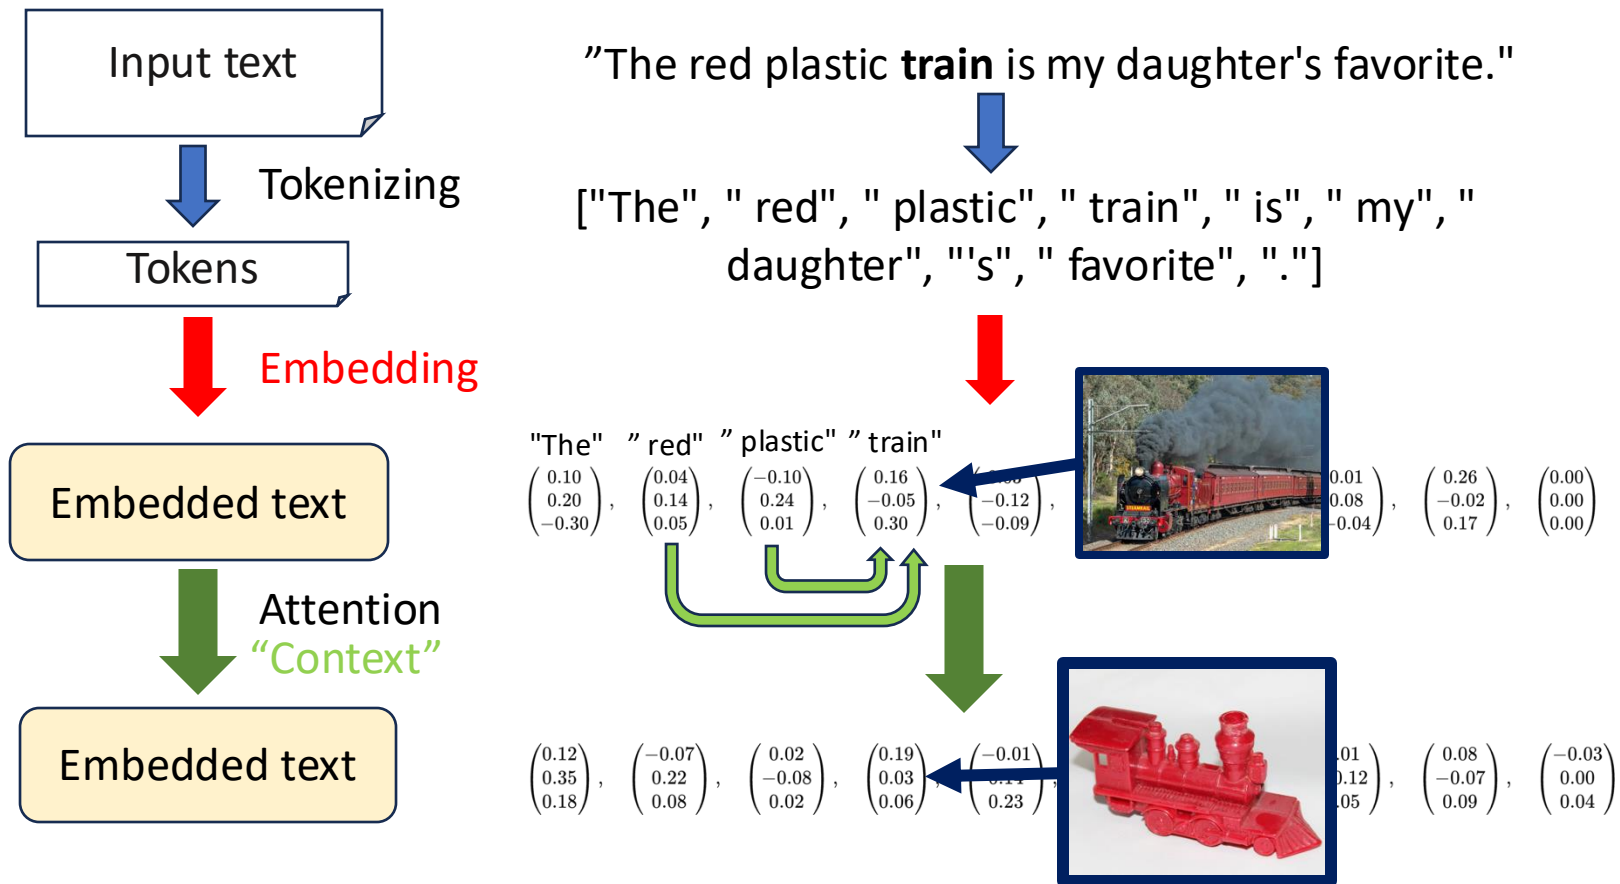 Input text
”The red plastic train is my daughter's favorite."
Tokenizing
["The", " red", " plastic", " train", " is", " my", "
daughter", "'s", " favorite", "."]
Tokens
Embedding
"The" ” red" ” plastic" ” train"
0.10 0.04 −0.10 0.16 .01 0.26 0.00
0.20 , 0.14 , 0.24 , −0.05 , −0.12 , .08 , −0.02 , 0.00
−0.30 0.05 0.01 0.30 −0.09 −0.04 0.17 0.00
Embedded text
STEAMRAIL
Attention
“Context”
0.12 −0.07 0.02 0.19 −0.01 .01 0.08 −0.03
0.35 , 0.22 , −0.08 , 0.03 , 0.12 , −0.07 , 0.00
0.18 0.08 0.02 0.06 0.23 .05 0.09 0.04
Embedded text